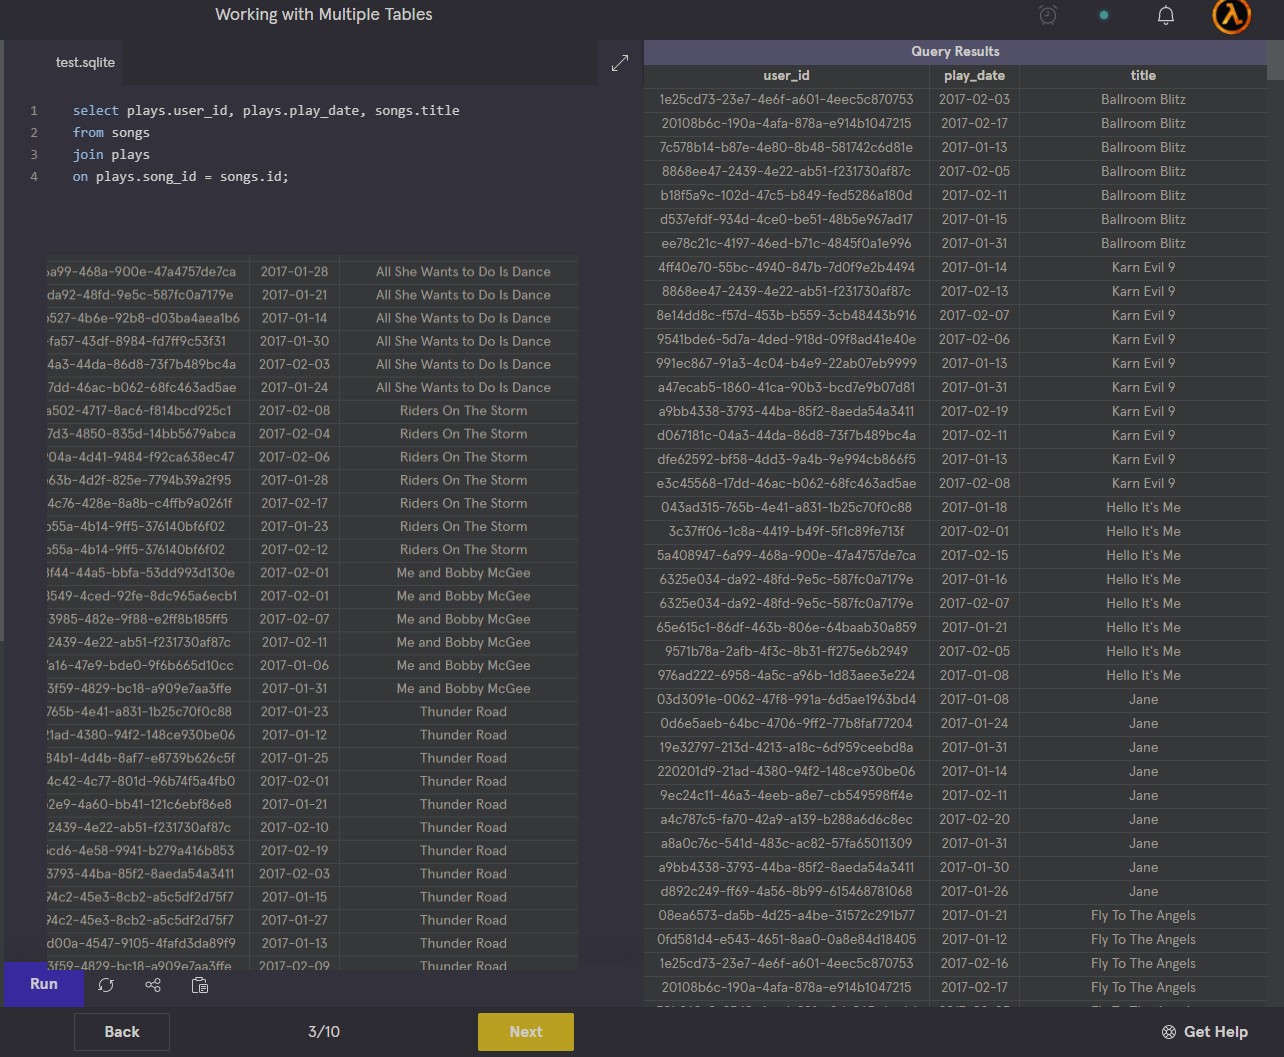 Working with Multiple Tables
test.sqlite
1 select plays.user_id, plays.play_date, songs.title
2 from songs
3 join plays
4 on plays.song_id = songs.id;
a99-468a-900e-47a4757de7ca 2017-01-28 All She Wants to Do Is Dance
da92-48fd-9e5c-587fc0a7179e 2017-01-21 All She Wants to Do Is Dance
527-4b6e-92b8-d03ba4aea1b6 2017-01-14 All She Wants to Do Is Dance
-fa57-43df-8984-fd7ff9c53f31 2017-01-30 All She Wants to Do Is Dance
4a3-44da-86d8-73f7b489bc4a 2017-02-03 All She Wants to Do Is Dance
7dd-46ac-b062-68fc463ad5ae 2017-01-24 All She Wants to Do Is Dance
a502-4717-8ac6-f814bcd925c1 2017-02-08 Riders On The Storm
7d3-4850-835d-14bb5679abca 2017-02-04 Riders On The Storm
04a-4d41-9484-f92ca638ec47 2017-02-06 Riders On The Storm
63b-4d2f-825e-7794b39a2f95 2017-01-28 Riders On The Storm
4c76-428e-8a8b-c4ffb9a0261f 2017-02-17 Riders On The Storm
b55a-4b14-9ff5-376140bf6f02 2017-01-23 Riders On The Storm
b55a-4b14-9ff5-376140bf6f02 2017-02-12 Riders On The Storm
8f44-44a5-bbfa-53dd993d130e 2017-02-01 Me and Bobby McGee
3549-4ced-92fe-8dc965a6ecb1 2017-02-01 Me and Bobby McGee
3985-482e-9f88-e2ff8b185ff5 2017-02-07 Me and Bobby McGee
2439-4e22-ab51-f231730af87c 2017-02-11 Me and Bobby McGee
a16-47e9-bde0-9f6b665d10cc 2017-01-06 Me and Bobby McGee
3f59-4829-bc18-a909e7aa3ffe 2017-01-31 Me and Bobby McGee
765b-4e41-a831-1b25c70f0c88 2017-01-23 Thunder Road
21ad-4380-94f2-148ce930be06 2017-01-12 Thunder Road
84b1-4d4b-8af7-e8739b626c5f 2017-01-25 Thunder Road
4c42-4c77-801d-96b74f5a4fb0 2017-02-01 Thunder Road
2e9-4a60-bb41-121c6ebf86e8 2017-01-21 Thunder Road
2439-4e22-ab51-f231730af87c 2017-02-10 Thunder Road
cd6-4e58-9941-b279a416b853 2017-02-19 Thunder Road
3793-44ba-85f2-8aeda54a3411 2017-02-03 Thunder Road
94c2-45e3-8cb2-a5c5df2d75f7 2017-01-15 Thunder Road
94c2-45e3-8cb2-a5c5df2d75f7 2017-01-27 Thunder Road
d00a-4547-9105-4fafd3da89f9 2017-01-13 Thunder Road
3f59-4829-bc18-a909e7aa3ffe 2017-02-09 Thunder Road
Run
Query Results
user_id play_date title
1e25cd73-23e7-4e6f-a601-4eec5c870753 2017-02-03 Ballroom Blitz
20108b6c-190a-4afa-878a-e914b1047215 2017-02-17 Ballroom Blitz
7c578b14-b87e-4e80-8b48-581742c6d81e 2017-01-13 Ballroom Blitz
8868ee47-2439-4e22-ab51-f231730af87c 2017-02-05 Ballroom Blitz
b18f5a9c-102d-47c5-b849-fed5286a180d 2017-02-11 Ballroom Blitz
d537efdf-934d-4ce0-be51-48b5e967ad17 2017-01-15 Ballroom Blitz
ee78c21c-4197-46ed-b71c-4845f0a1e996 2017-01-31 Ballroom Blitz
4ff40e70-55bc-4940-847b-7d0f9e2b4494 2017-01-14 Karn Evil 9
8868ee47-2439-4e22-ab51-f231730af87c 2017-02-13 Karn Evil 9
8e14dd8c-f57d-453b-b559-3cb48443b916 2017-02-07 Karn Evil 9
9541bde6-5d7a-4ded-918d-09f8ad41e40e 2017-02-06 Karn Evil 9
991ec867-91a3-4c04-b4e9-22ab07eb9999 2017-01-13 Karn Evil 9
a47ecab5-1860-41ca-90b3-bcd7e9b07d81 2017-01-31 Karn Evil 9
a9bb4338-3793-44ba-85f2-8aeda54a3411 2017-02-19 Karn Evil 9
d067181c-04a3-44da-86d8-73f7b489bc4a 2017-02-11 Karn Evil 9
dfe62592-bf58-4dd3-9a4b-9e994cb866f5 2017-01-13 Karn Evil 9
e3c45568-17dd-46ac-b062-68fc463ad5ae 2017-02-08 Karn Evil 9
043ad315-765b-4e41-a831-1b25c70f0c88 2017-01-18 Hello It's Me
3c37ff06-1c8a-4419-b49f-5f1c89fe713f 2017-02-01 Hello It's Me
5a408947-6a99-468a-900e-47a4757de7ca 2017-02-15 Hello It's Me
6325e034-da92-48fd-9e5c-587fc0a7179e 2017-01-16 Hello It's Me
6325e034-da92-48fd-9e5c-587fc0a7179e 2017-02-07 Hello It's Me
65e615c1-86df-463b-806e-64baab30a859 2017-01-21 Hello It's Me
9571b78a-2afb-4f3c-8b31-ff275e6b2949 2017-02-05 Hello It's Me
976ad222-6958-4a5c-a96b-1d83aee3e224 2017-01-08 Hello It's Me
03d3091e-0062-47f8-991a-6d5ae1963bd4 2017-01-08 Jane
0d6e5aeb-64bc-4706-9ff2-77b8faf77204 2017-01-24 Jane
19e32797-213d-4213-a18c-6d959ceebd8a 2017-01-31 Jane
220201d9-21ad-4380-94f2-148ce930be06 2017-01-14 Jane
9ec24c11-46a3-4eeb-a8e7-cb549598ff4e 2017-02-11 Jane
a4c787c5-fa70-42a9-a139-b288a6d6c8ec 2017-02-20 Jane
a8a0c76c-541d-483c-ac82-57fa65011309 2017-01-31 Jane
a9bb4338-3793-44ba-85f2-8aeda54a3411 2017-01-30 Jane
d892c249-ff69-4a56-8b99-615468781068 2017-01-26 Jane
08ea6573-da5b-4d25-a4be-31572c291b77 2017-01-21 Fly To The Angels
0fd581d4-e543-4651-8aa0-0a8e84d18405 2017-01-12 Fly To The Angels
1e25cd73-23e7-4e6f-a601-4eec5c870753 2017-02-16 Fly To The Angels
20108b6c-190a-4afa-878a-e914b1047215 2017-02-17 Fly To The Angels
Back 3/10 Next Get Help